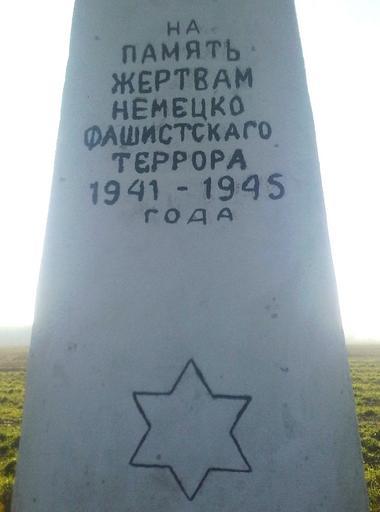 НА
ПАМЯТЬ
ЖЕРТВАМ
НЕМЕЦКО
ФАШИСТСКАГО
ТЕРРОРА
1941 - 1945
ГОДА